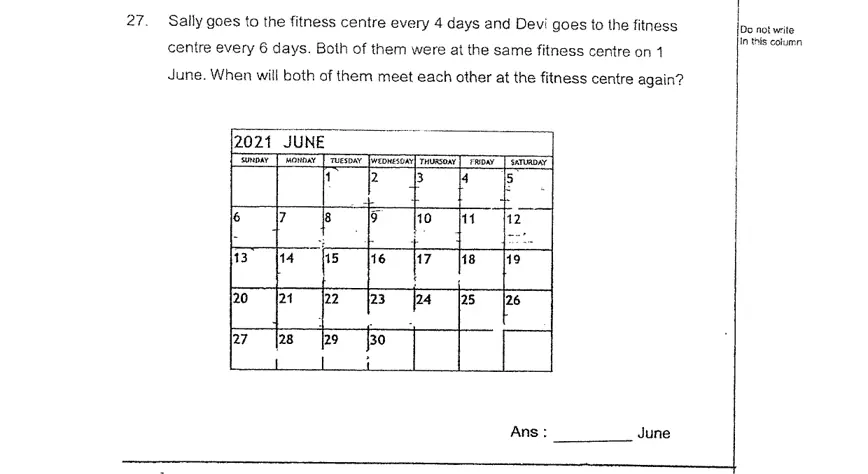 27. Sally goes to the fitness centre every 4 days and Devi goes to the fitness
centre every 6 days. Both of them were at the same fitness centre on 1
June. When will both of them meet each other at the fitness centre again?
Do not write
In this column
2021 JUNE
SUNDAY MONDAY TUESDAY WEDNESDAY THURSDAY FRIDAY SATURDAY
1 2 3 4 5
6 7 8 9 10 11 12
13 14 15 16 17 18 19
20 21 22 23 24 25 26
27 28 29 30
Ans : ________ June